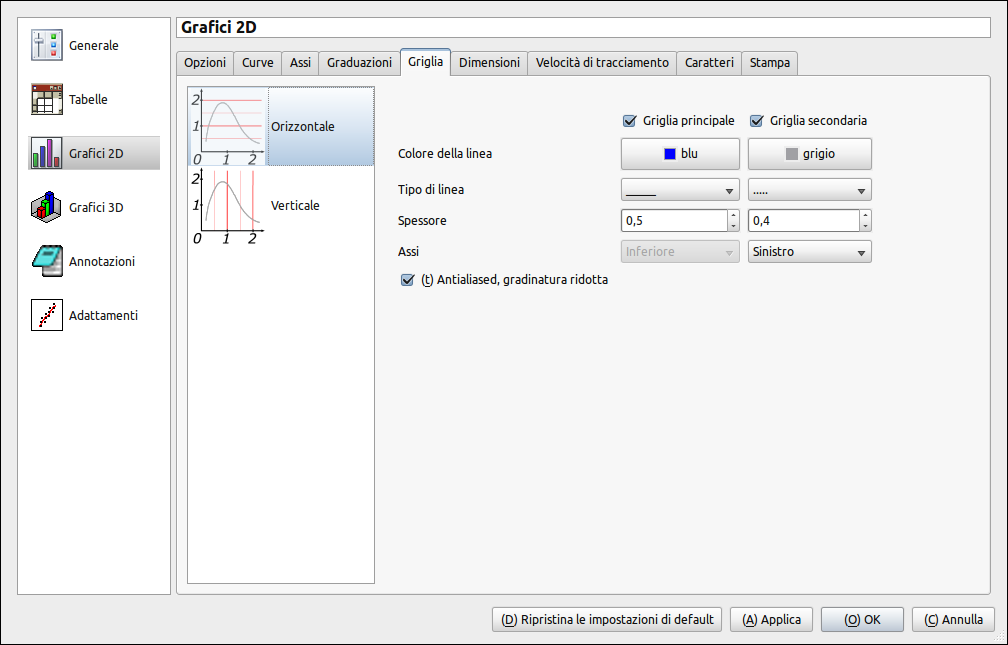 Generale
Tabelle
Grafici 2D
Grafici 3D
Annotazioni
Adattamenti
Grafici 2D
Opzioni Curve Assi Graduazioni Griglia Dimensioni Velocità di tracciamento Caratteri Stampa
2
1
0 1 2
Orizzontale
2
1
0 1 2
Verticale
Griglia principale Griglia secondaria
Colore della linea blu grigio
Tipo di linea _____ .....
Spessore 0,5 0,4
Assi Inferiore Sinistro
(t) Antialiased, gradinatura ridotta
(D) Ripristina le impostazioni di default (A) Applica (O) OK (C) Annulla